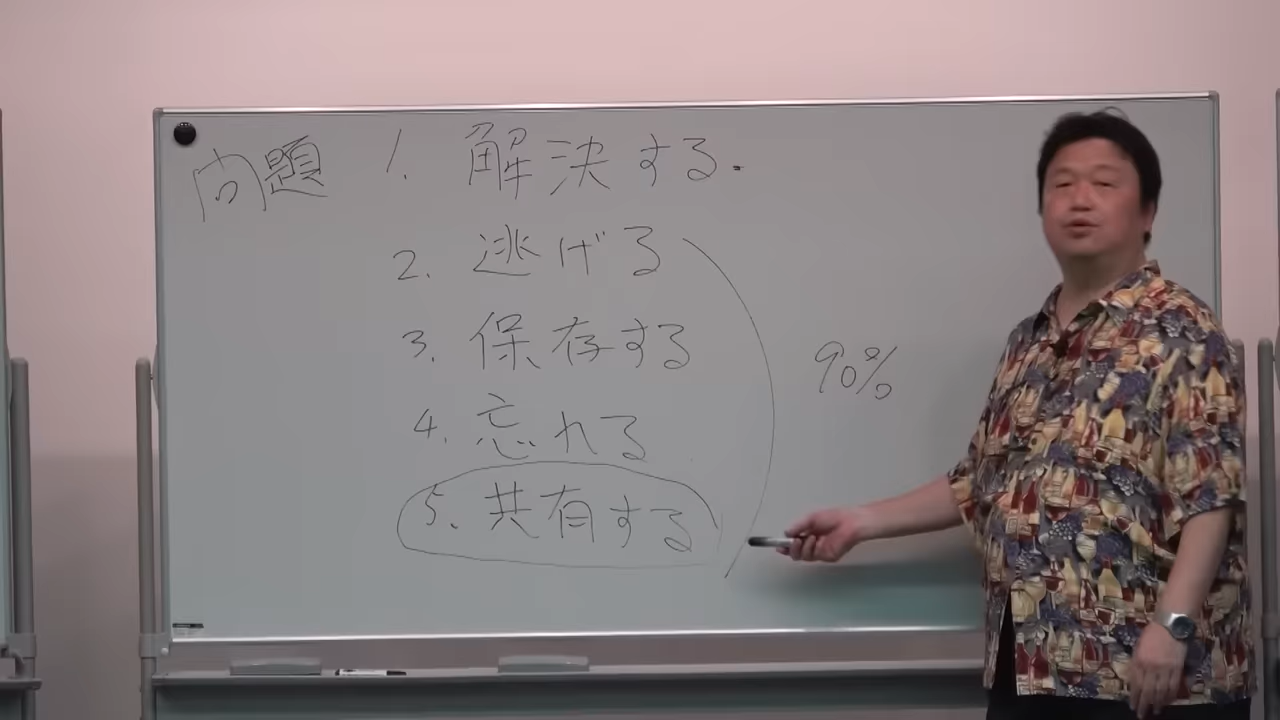 問題 1. 解決する.
2. 逃げる
3. 保存する
90%
4. 忘れる
5. 共有する